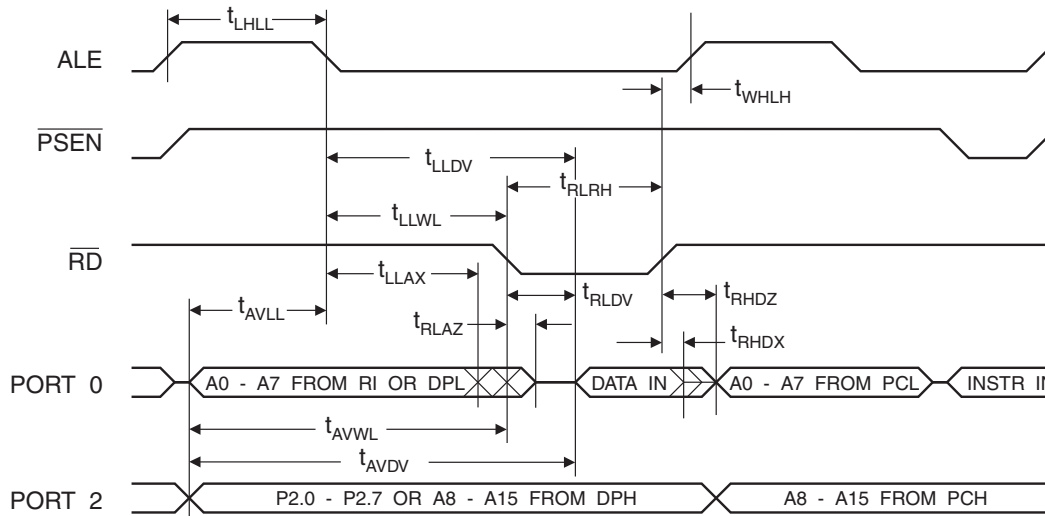 tLHLL
ALE
tWHLH
PSEN
tLLDV
tRLRH
tLLWL
RD
tLLAX
tRLDV
tRHDZ
tAVLL
tRLAZ
tRHDX
PORT 0
A0 - A7 FROM RI OR DPL
DATA IN
A0 - A7 FROM PCL
INSTR IN
tAVWL
tAVDV
PORT 2
P2.0 - P2.7 OR A8 - A15 FROM DPH
A8 - A15 FROM PCH